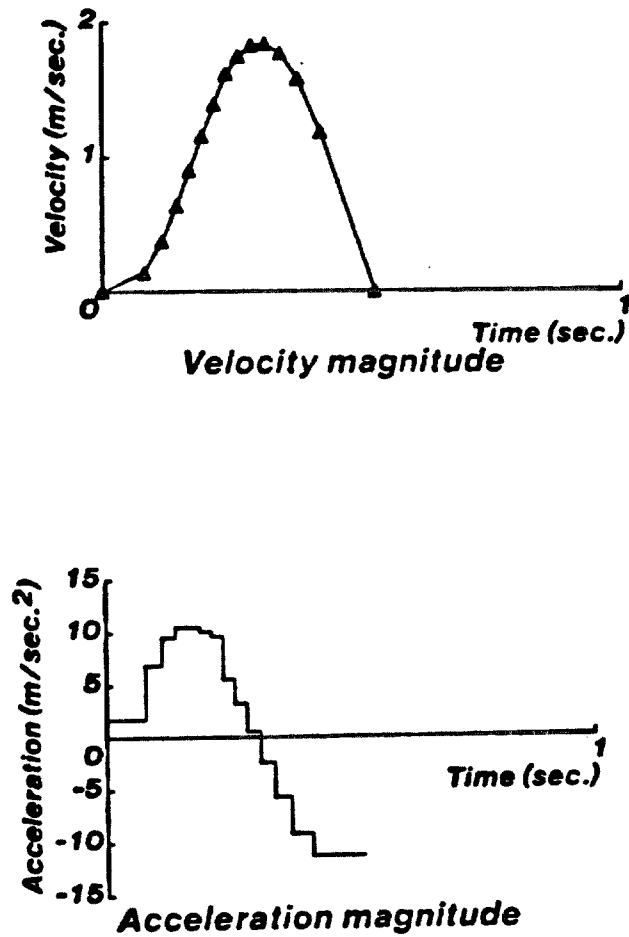 2
1
0
Velocity (m/sec.)
1
Time (sec.)
Velocity magnitude
15
10
5
0
-5
-10
-15
Acceleration (m/sec.2)
1
Time (sec.)
Acceleration magnitude